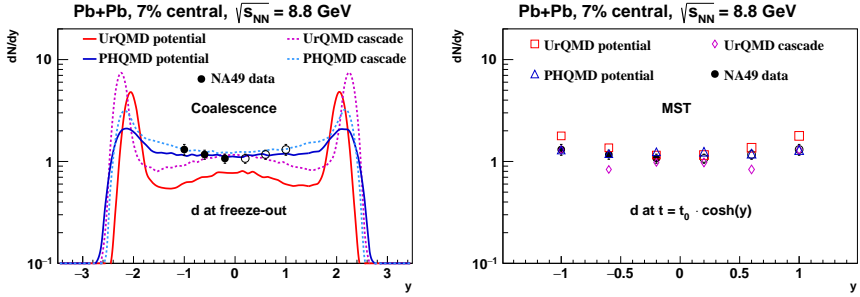 Pb+Pb, 7% central, √s_NN = 8.8 GeV
dN/dy
UrQMD potential
UrQMD cascade
PHQMD potential
PHQMD cascade
NA49 data
Coalescence
10
1
d at freeze-out
10⁻¹
−3 −2 −1 0 1 2 3
y
Pb+Pb, 7% central, √s_NN = 8.8 GeV
dN/dy
UrQMD potential
UrQMD cascade
PHQMD potential
NA49 data
MST
10
1
d at t = t₀ · cosh(y)
10⁻¹
−1 −0.5 0 0.5 1
y